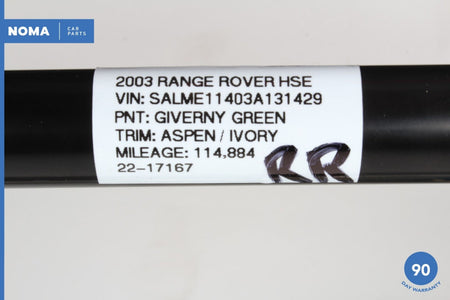 NOMA CAR PARTS
2003 RANGE ROVER HSE
VIN: SALME11403A131429
PNT: GIVERNY GREEN
TRIM: ASPEN / IVORY
MILEAGE: 114,884
22-17167
RR
90
DAY WARRANTY